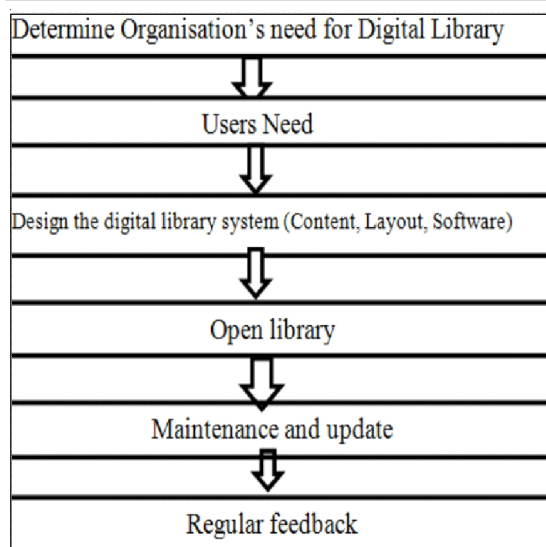 Determine Organisation's need for Digital Library
Users Need
Design the digital library system (Content, Layout, Software)
Open library
Maintenance and update
Regular feedback